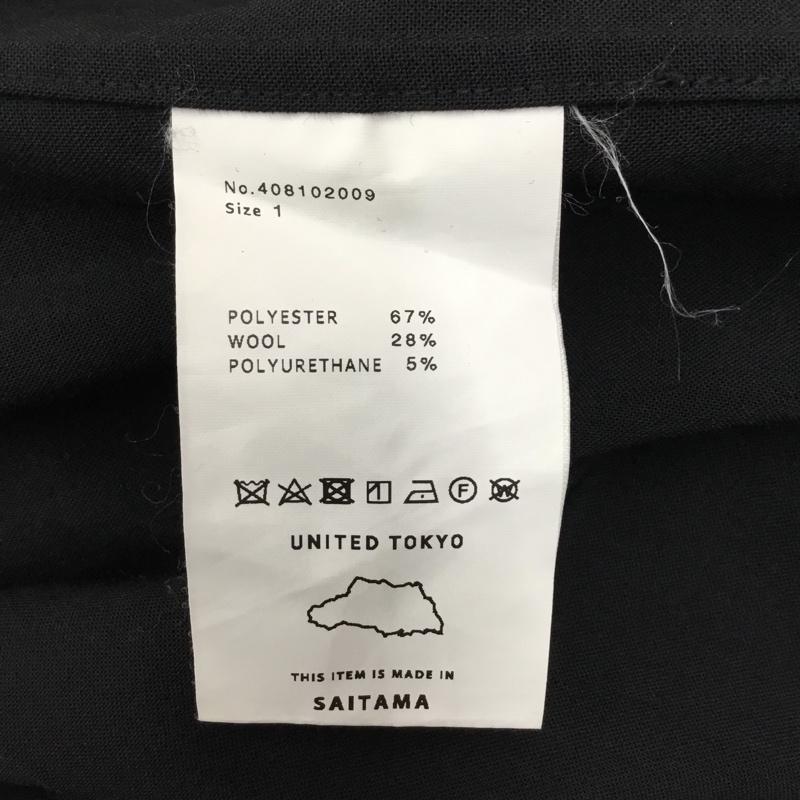 No.408102009
Size 1
POLYESTER 67%
WOOL 28%
POLYURETHANE 5%
F W
UNITED TOKYO
THIS ITEM IS MADE IN
SAITAMA